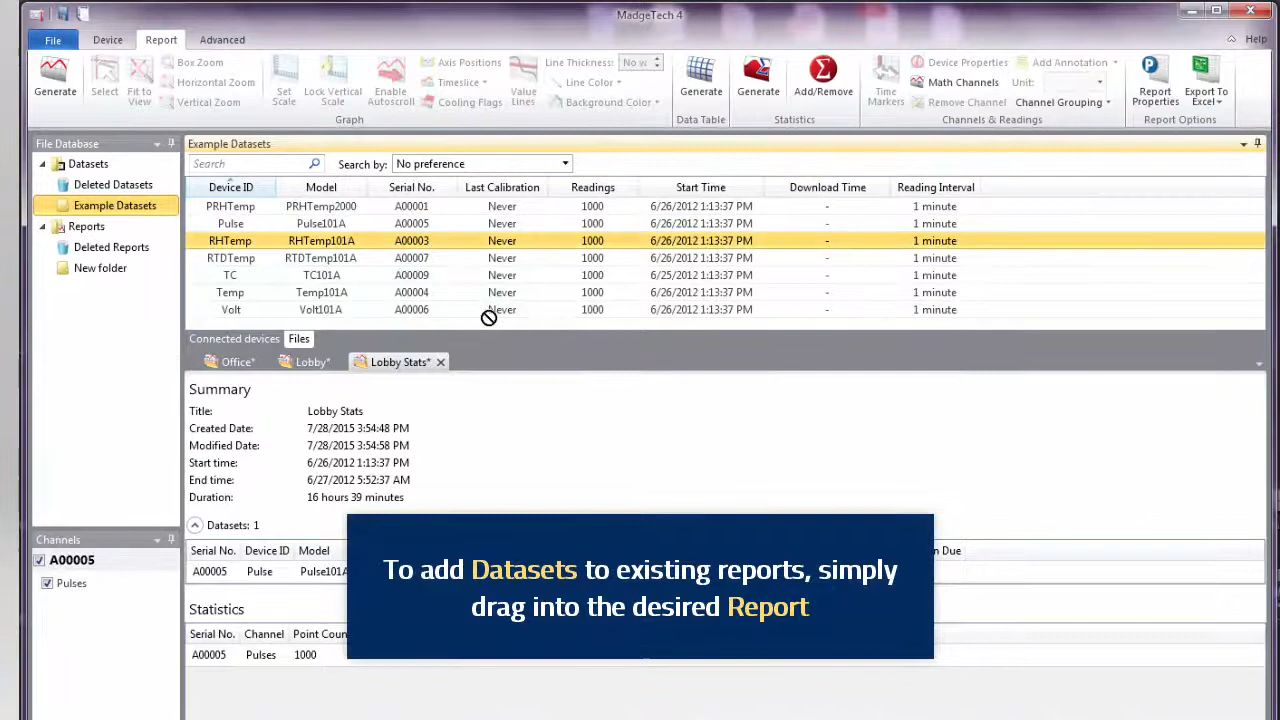 MadgeTech 4
File Device Report Advanced Help
Generate Select Fit to View Box Zoom Horizontal Zoom Vertical Zoom Set Scale Lock Vertical Scale Enable Autoscroll Axis Positions Timeslice Cooling Flags Value Lines Line Thickness: Line Color Background Color Generate Generate Add/Remove Time Markers Device Properties Math Channels Remove Channel Add Annotation Unit: Channel Grouping Report Properties Export To Excel
Graph Data Table Statistics Channels & Readings Report Options
File Database
Datasets
Deleted Datasets
Example Datasets
Reports
Deleted Reports
New folder
Example Datasets
Search Search by: No preference
Device ID Model Serial No. Last Calibration Readings Start Time Download Time Reading Interval
PRHTemp PRHTemp2000 A00001 Never 1000 6/26/2012 1:13:37 PM - 1 minute
Pulse Pulse101A A00005 Never 1000 6/26/2012 1:13:37 PM - 1 minute
RHTemp RHTemp101A A00003 Never 1000 6/26/2012 1:13:37 PM - 1 minute
RTDTemp RTDTemp101A A00007 Never 1000 6/26/2012 1:13:37 PM - 1 minute
TC TC101A A00009 Never 1000 6/25/2012 1:13:37 PM - 1 minute
Temp Temp101A A00004 Never 1000 6/26/2012 1:13:37 PM - 1 minute
Volt Volt101A A00006 Never 1000 6/26/2012 1:13:37 PM - 1 minute
Connected devices Files
Office* Lobby* Lobby Stats*
Summary
Title: Lobby Stats
Created Date: 7/28/2015 3:54:48 PM
Modified Date: 7/28/2015 3:54:58 PM
Start time: 6/26/2012 1:13:37 PM
End time: 6/27/2012 5:52:37 AM
Duration: 16 hours 39 minutes
Datasets: 1
Serial No. Device ID Model Due
A00005 Pulse Pulse101A
Statistics
Serial No. Channel Point
A00005 Pulses 1000
Channels
A00005
Pulses
To add Datasets to existing reports, simply
drag into the desired Report